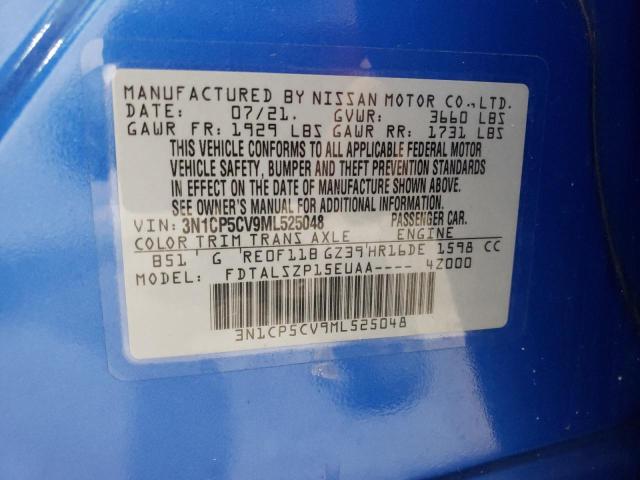 MANUFACTURED BY NISSAN MOTOR CO., LTD.
DATE: 07/21. GVWR: 3660 LBS
GAWR FR: 1929 LBS GAWR RR: 1731 LBS
THIS VEHICLE CONFORMS TO ALL APPLICABLE FEDERAL MOTOR
VEHICLE SAFETY, BUMPER AND THEFT PREVENTION STANDARDS
IN EFFECT ON THE DATE OF MANUFACTURE SHOWN ABOVE.
SEE OWNER'S MANUAL FOR ADDITIONAL INFORMATION.
VIN: 3N1CP5CV9ML525048 PASSENGER CAR.
COLOR TRIM TRANS AXLE ENGINE
B51 G RE0F11B GZ39 HR16DE 1598 CC
MODEL: FDTALSZP15EUAA---- 4Z000
3N1CP5CV9ML525048